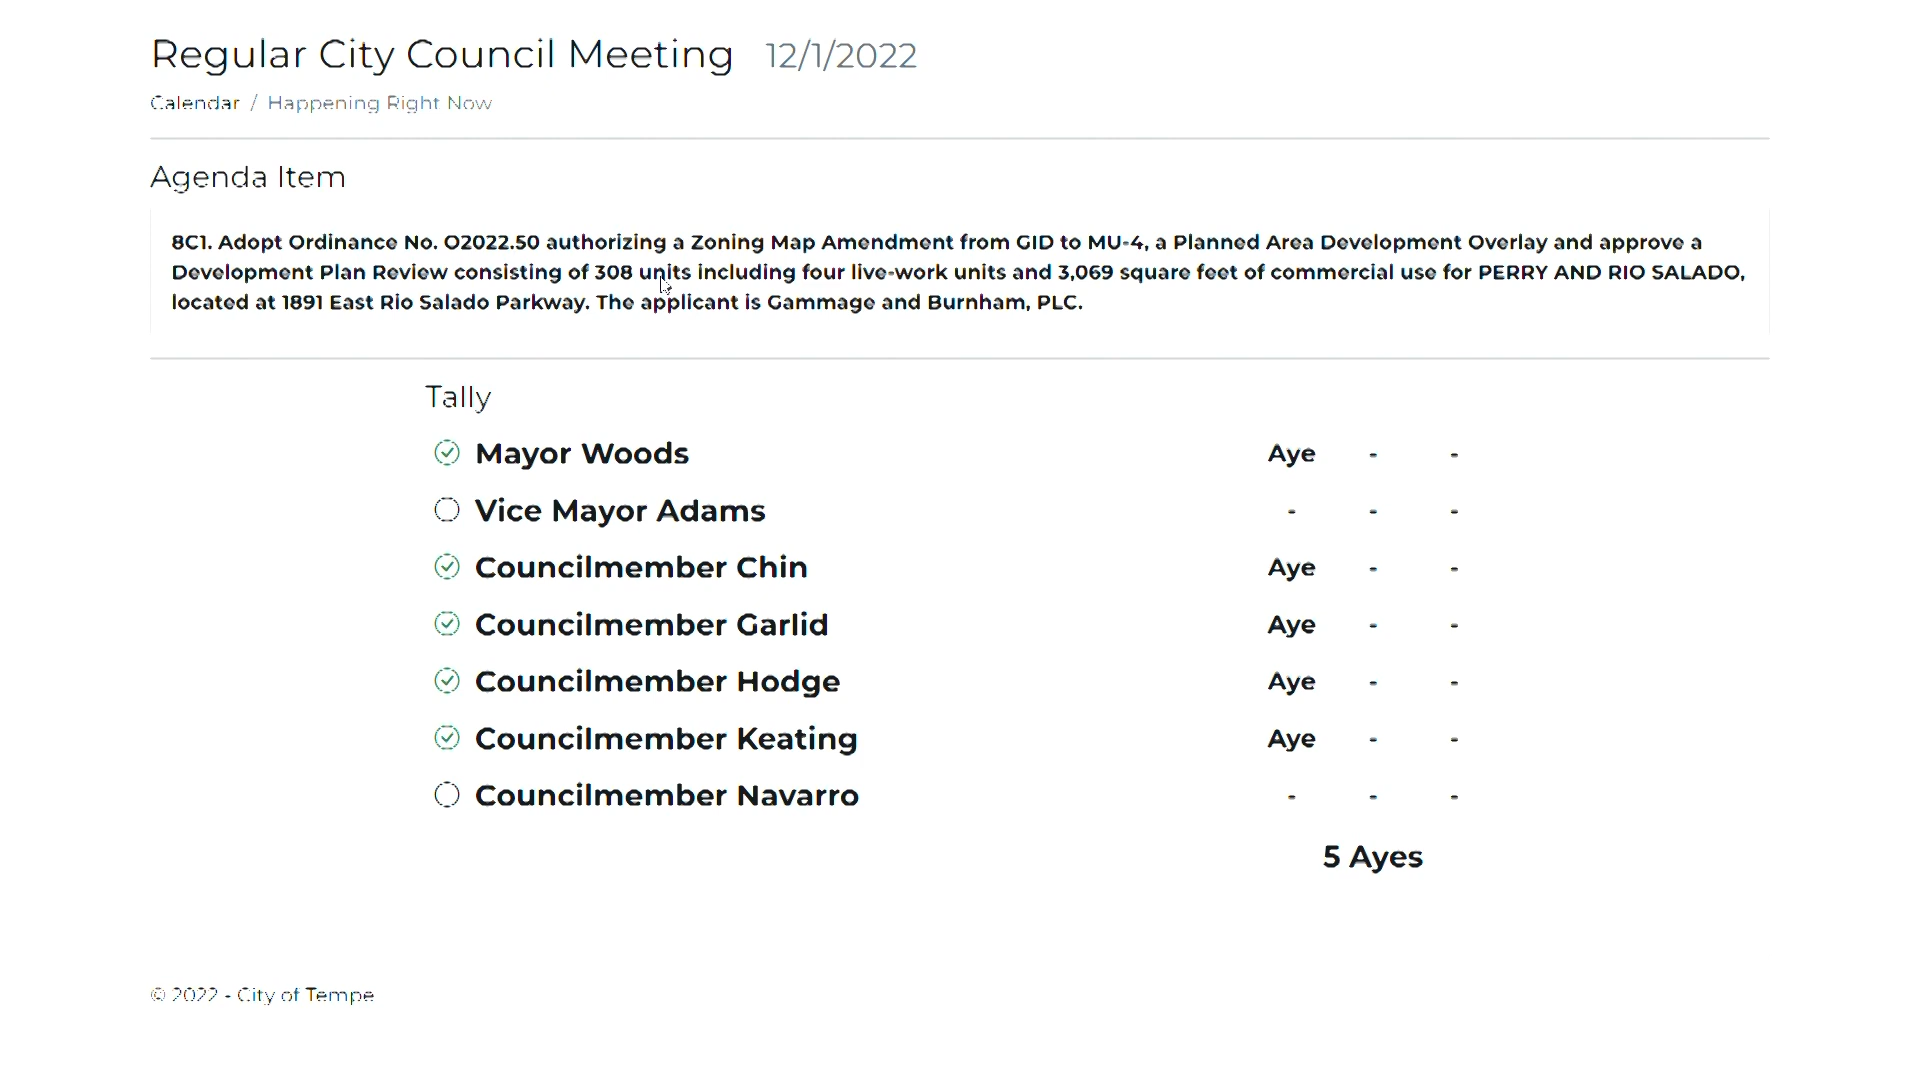 Regular City Council Meeting 12/1/2022
Calendar / Happening Right Now
Agenda Item
8C1. Adopt Ordinance No. O2022.50 authorizing a Zoning Map Amendment from GID to MU-4, a Planned Area Development Overlay and approve a
Development Plan Review consisting of 308 units including four live-work units and 3,069 square feet of commercial use for PERRY AND RIO SALADO,
located at 1891 East Rio Salado Parkway. The applicant is Gammage and Burnham, PLC.
Tally
Mayor Woods Aye - -
Vice Mayor Adams - - -
Councilmember Chin Aye - -
Councilmember Garlid Aye - -
Councilmember Hodge Aye - -
Councilmember Keating Aye - -
Councilmember Navarro - - -
5 Ayes
© 2022 - City of Tempe